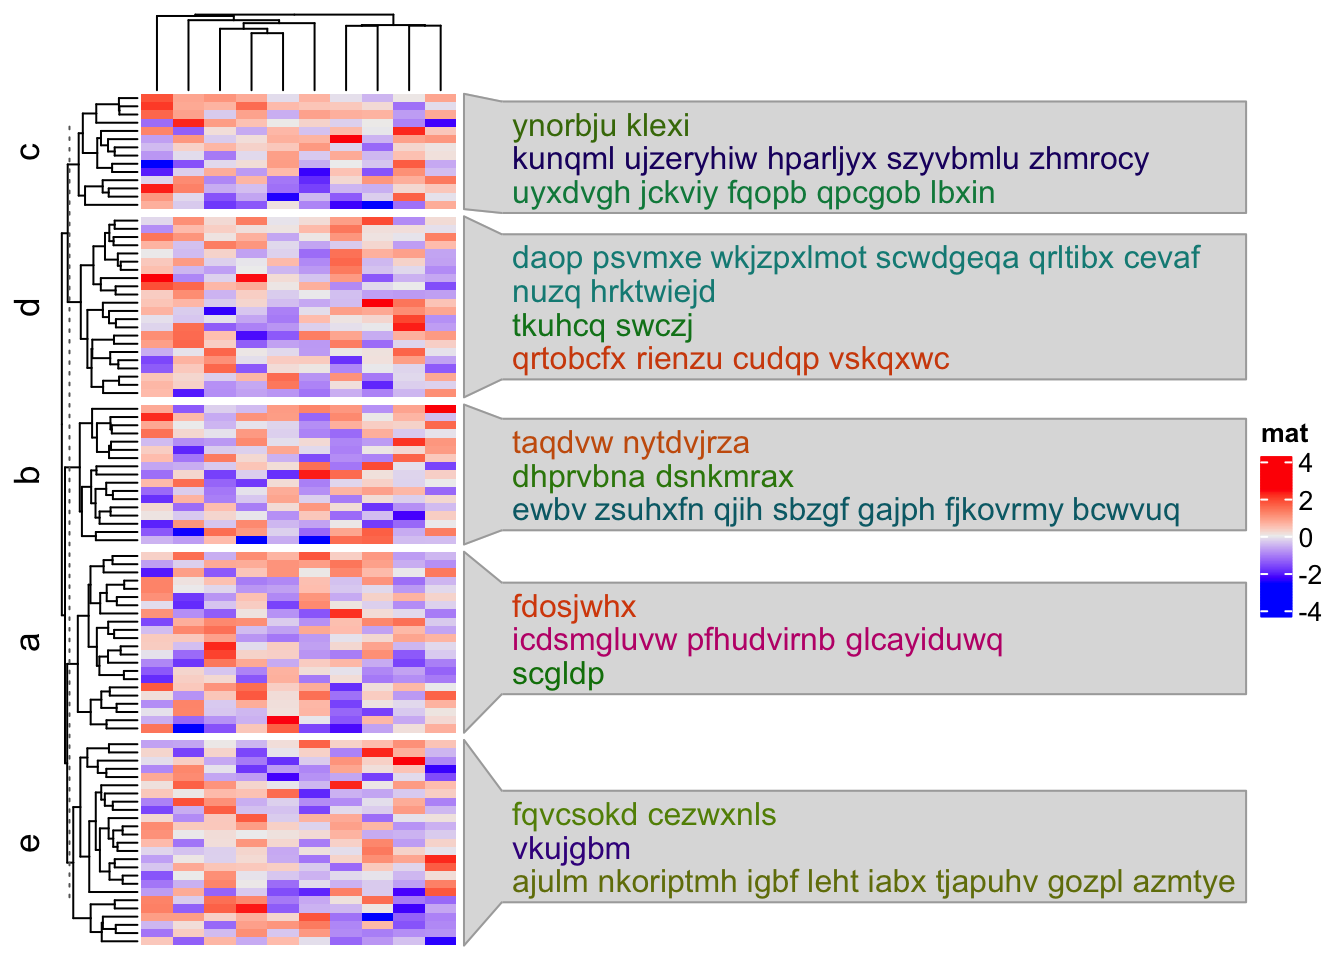 c
ynorbju klexi
kunqml ujzeryhiw hparljyx szyvbmlu zhmrocy
uyxdvgh jckviy fqopb qpcgob lbxin
d
daop psvmxe wkjzpxlmot scwdgeqa qrltibx cevaf
nuzq hrktwiejd
tkuhcq swczj
qrtobcfx rienzu cudqp vskqxwc
b
taqdvw nytdvjrza
dhprvbna dsnkmrax
ewbv zsuhxfn qjih sbzgf gajph fjkovrmy bcwvuq
a
fdosjwhx
icdsmgluvw pfhudvirnb glcayiduwq
scgldp
e
fqvcsokd cezwxnls
vkujgbm
ajulm nkoriptmh igbf leht iabx tjapuhv gozpl azmtye
mat
4
2
0
-2
-4